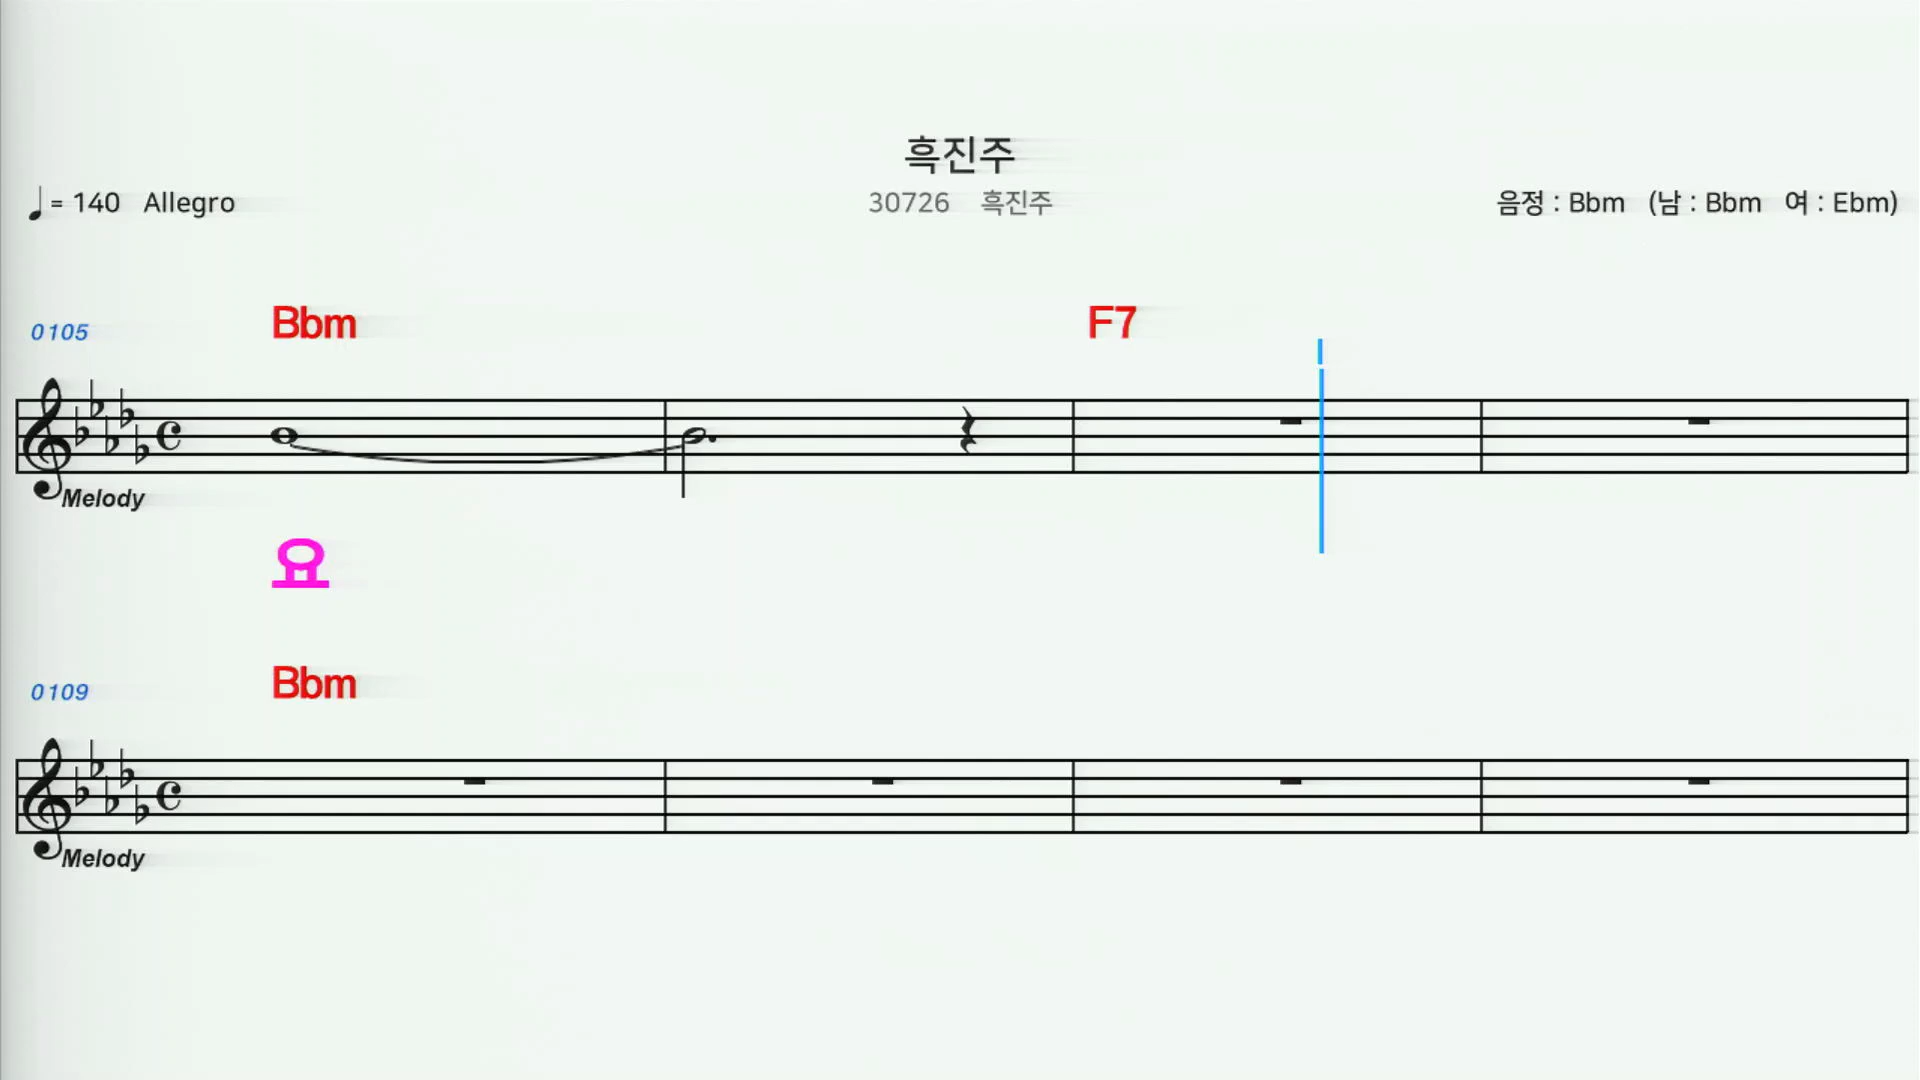 흑진주
= 140 Allegro
30726 흑진주
음정 : Bbm (남 : Bbm 여 : Ebm)
0105
Bbm F7
Melody
요
0109
Bbm
Melody